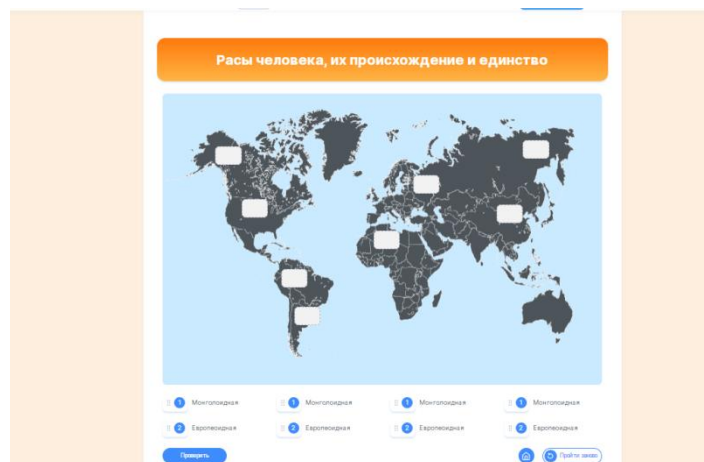 Расы человека, их происхождение и единство
1 Монголоидная 1 Монголоидная 1 Монголоидная 1 Монголоидная
2 Европеоидная 2 Европеоидная 2 Европеоидная 2 Европеоидная
Проверить Пройти заново